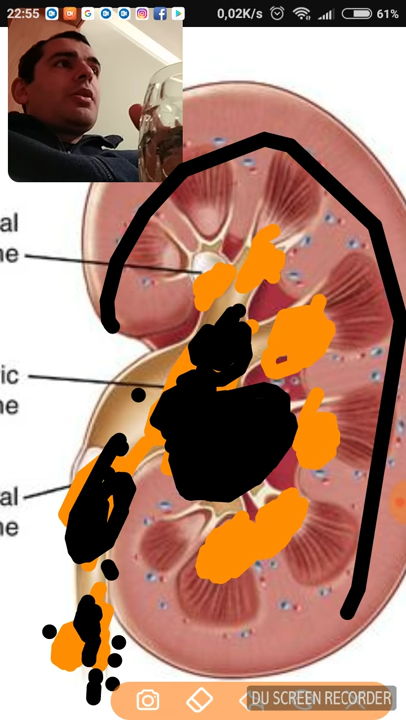 22:55 0,02K/s 61%
al
ne
ic
ne
al
ne
DU SCREEN RECORDER